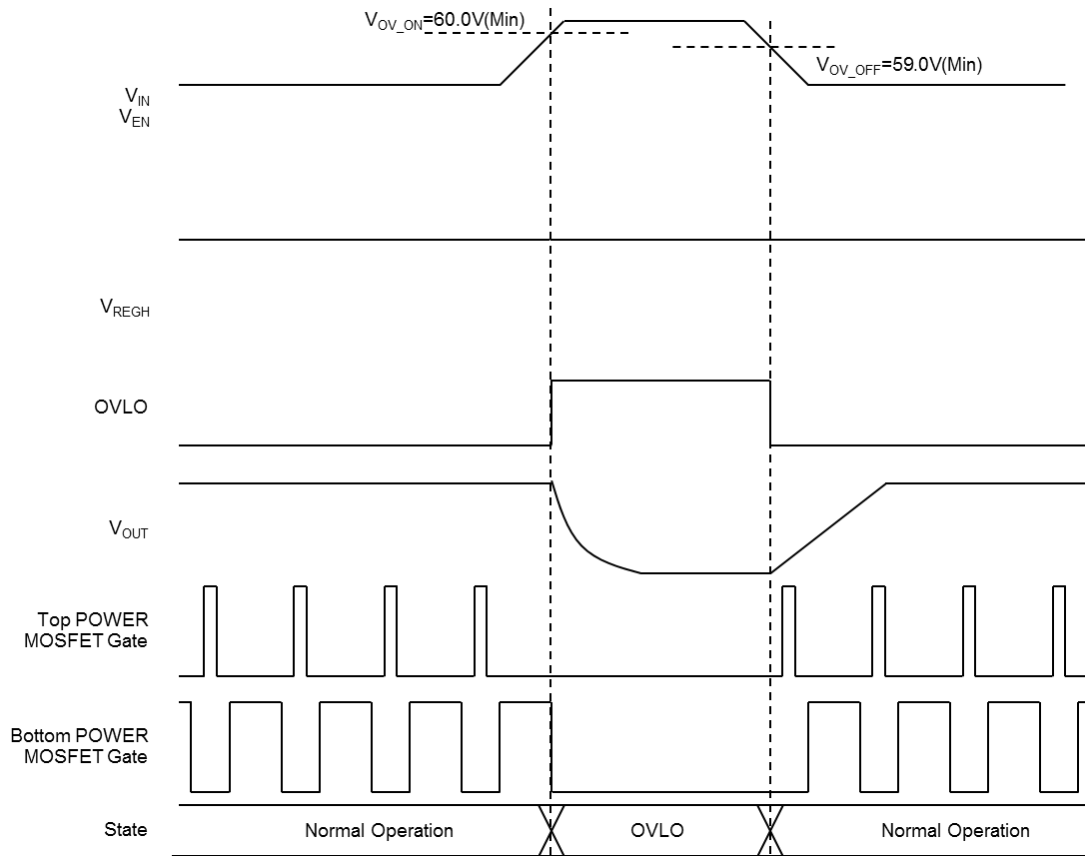 V_OV_ON=60.0V(Min)
V_OV_OFF=59.0V(Min)
V_IN
V_EN
V_REGH
OVLO
V_OUT
Top POWER
MOSFET Gate
Bottom POWER
MOSFET Gate
State
Normal Operation
OVLO
Normal Operation